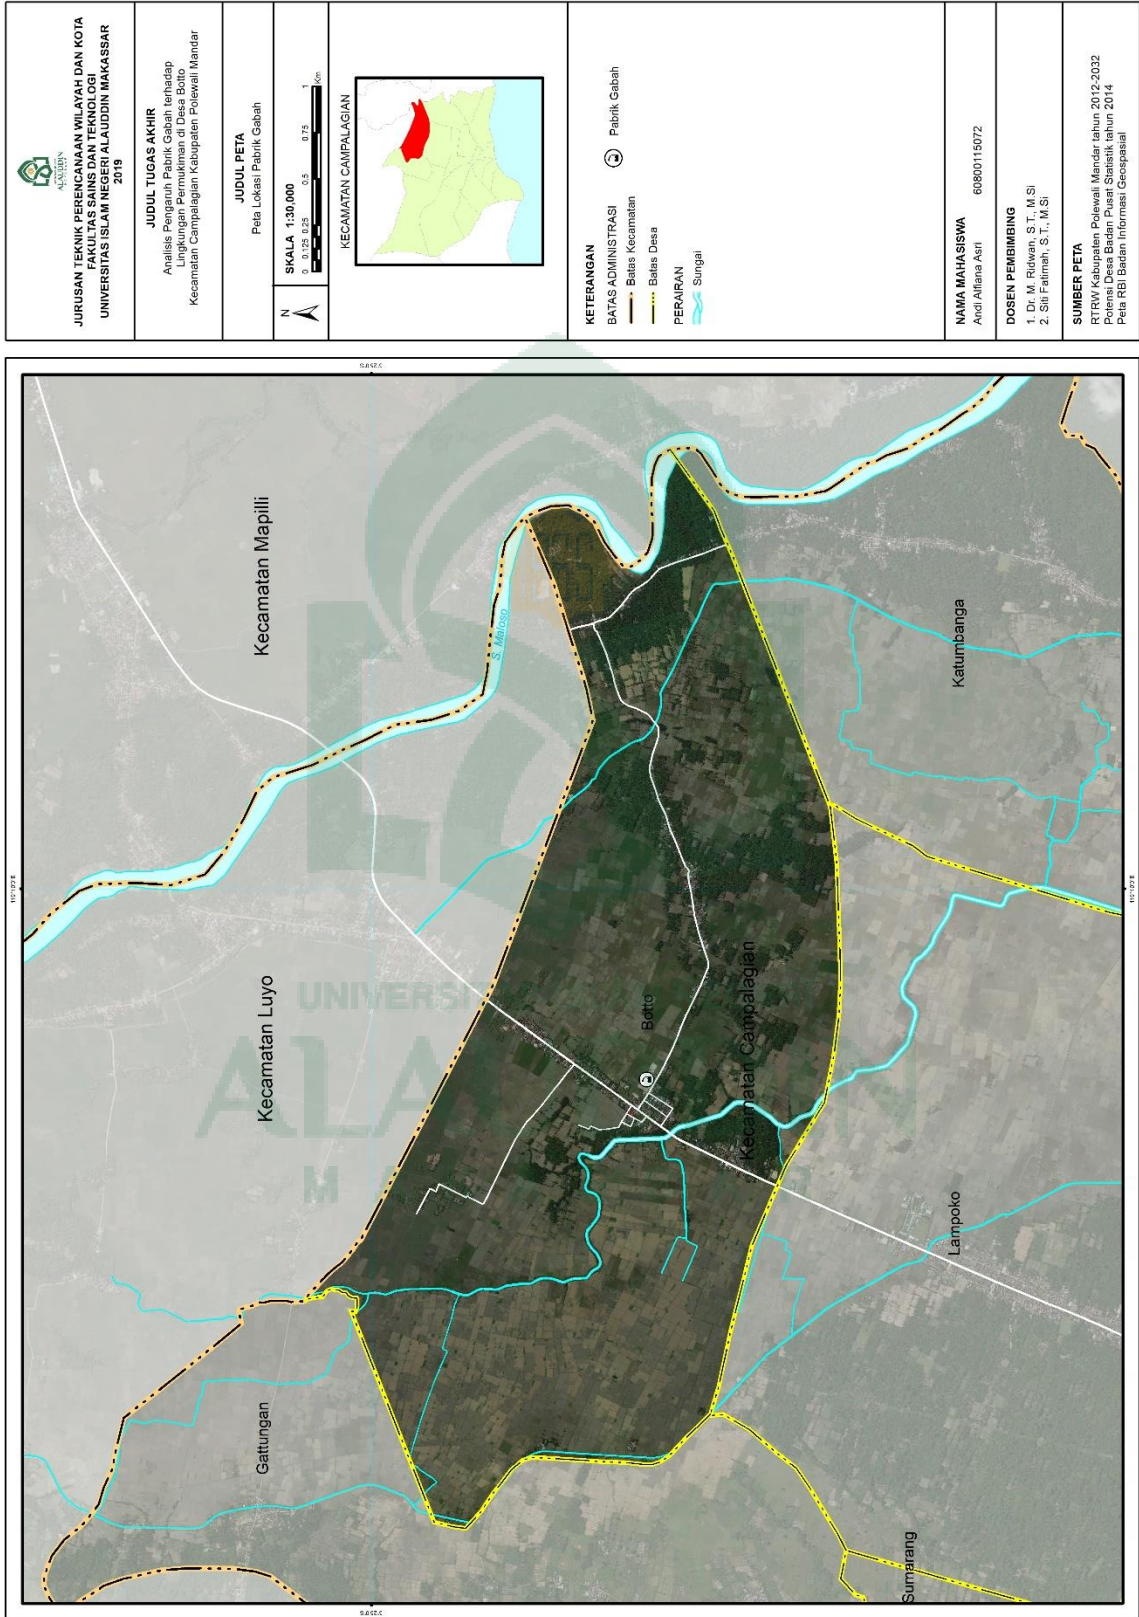 ALAUDDIN
JURUSAN TEKNIK PERENCANAAN WILAYAH DAN KOTA
FAKULTAS SAINS DAN TEKNOLOGI
UNIVERSITAS ISLAM NEGERI ALAUDDIN MAKASSAR
2019
JUDUL TUGAS AKHIR
Analisis Pengaruh Pabrik Gabah terhadap
Lingkungan Permukiman di Desa Botto
Kecamatan Campalagian Kabupaten Polewali Mandar
JUDUL PETA
Peta Lokasi Pabrik Gabah
N
SKALA 1:30,000
0 0.125 0.25 0.5 0.75 1
Km
KECAMATAN CAMPALAGIAN
KETERANGAN
BATAS ADMINISTRASI
Batas Kecamatan
Batas Desa
PERAIRAN
Sungai
Pabrik Gabah
NAMA MAHASISWA
Andi Alfiana Asri 60800115072
DOSEN PEMBIMBING
1. Dr. M. Ridwan, S.T., M.Si
2. Siti Fatimah, S.T., M.Si
SUMBER PETA
RTRW Kabupaten Polewali Mandar tahun 2012-2032
Potensi Desa Badan Pusat Statistik tahun 2014
Peta RBI Badan Informasi Geospasial
Kecamatan Mapilli
Kecamatan Luyo
Gattungan
S. Maloso
Botto
Kecamatan Campalagian
Katumbanga
Lampoko
Sumarang